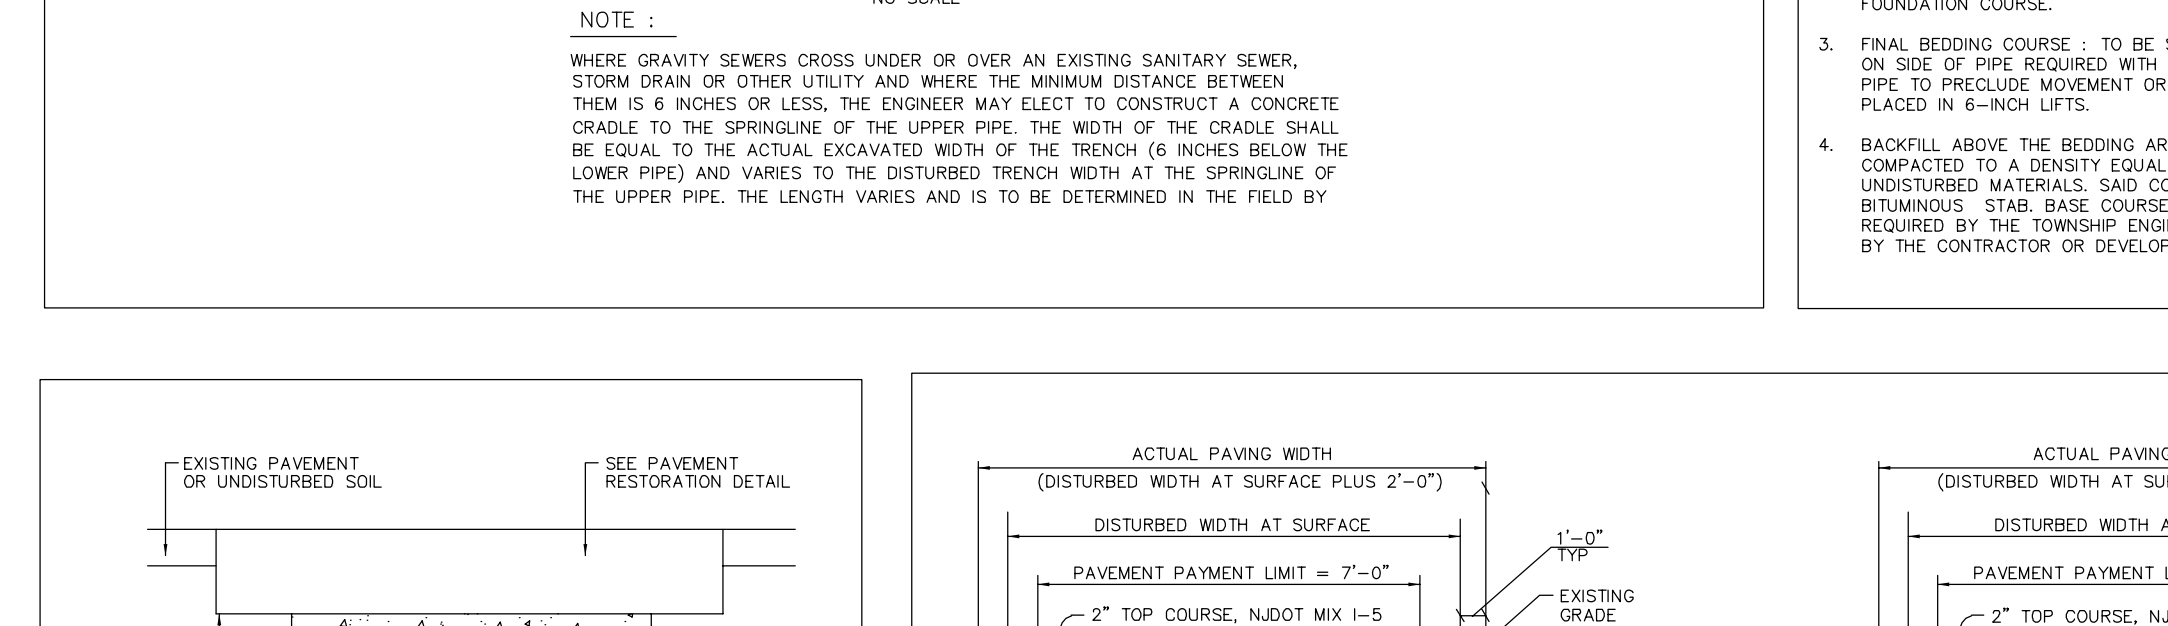 NO SCALE
NOTE :
WHERE GRAVITY SEWERS CROSS UNDER OR OVER AN EXISTING SANITARY SEWER,
STORM DRAIN OR OTHER UTILITY AND WHERE THE MINIMUM DISTANCE BETWEEN
THEM IS 6 INCHES OR LESS, THE ENGINEER MAY ELECT TO CONSTRUCT A CONCRETE
CRADLE TO THE SPRINGLINE OF THE UPPER PIPE. THE WIDTH OF THE CRADLE SHALL
BE EQUAL TO THE ACTUAL EXCAVATED WIDTH OF THE TRENCH (6 INCHES BELOW THE
LOWER PIPE) AND VARIES TO THE DISTURBED TRENCH WIDTH AT THE SPRINGLINE OF
THE UPPER PIPE. THE LENGTH VARIES AND IS TO BE DETERMINED IN THE FIELD BY
FOUNDATION COURSE.
3. FINAL BEDDING COURSE : TO BE
ON SIDE OF PIPE REQUIRED WITH
PIPE TO PRECLUDE MOVEMENT OR
PLACED IN 6-INCH LIFTS.
4. BACKFILL ABOVE THE BEDDING AR
COMPACTED TO A DENSITY EQUAL
UNDISTURBED MATERIALS. SAID CO
BITUMINOUS STAB. BASE COURSE
REQUIRED BY THE TOWNSHIP ENGI
BY THE CONTRACTOR OR DEVELOP
EXISTING PAVEMENT
OR UNDISTURBED SOIL
SEE PAVEMENT
RESTORATION DETAIL
ACTUAL PAVING WIDTH
(DISTURBED WIDTH AT SURFACE PLUS 2'-0")
DISTURBED WIDTH AT SURFACE
1'-0"
TYP
PAVEMENT PAYMENT LIMIT = 7'-0"
EXISTING
GRADE
2" TOP COURSE, NJDOT MIX I-5
ACTUAL PAVING
(DISTURBED WIDTH AT SU
DISTURBED WIDTH A
PAVEMENT PAYMENT L
2" TOP COURSE, NJ